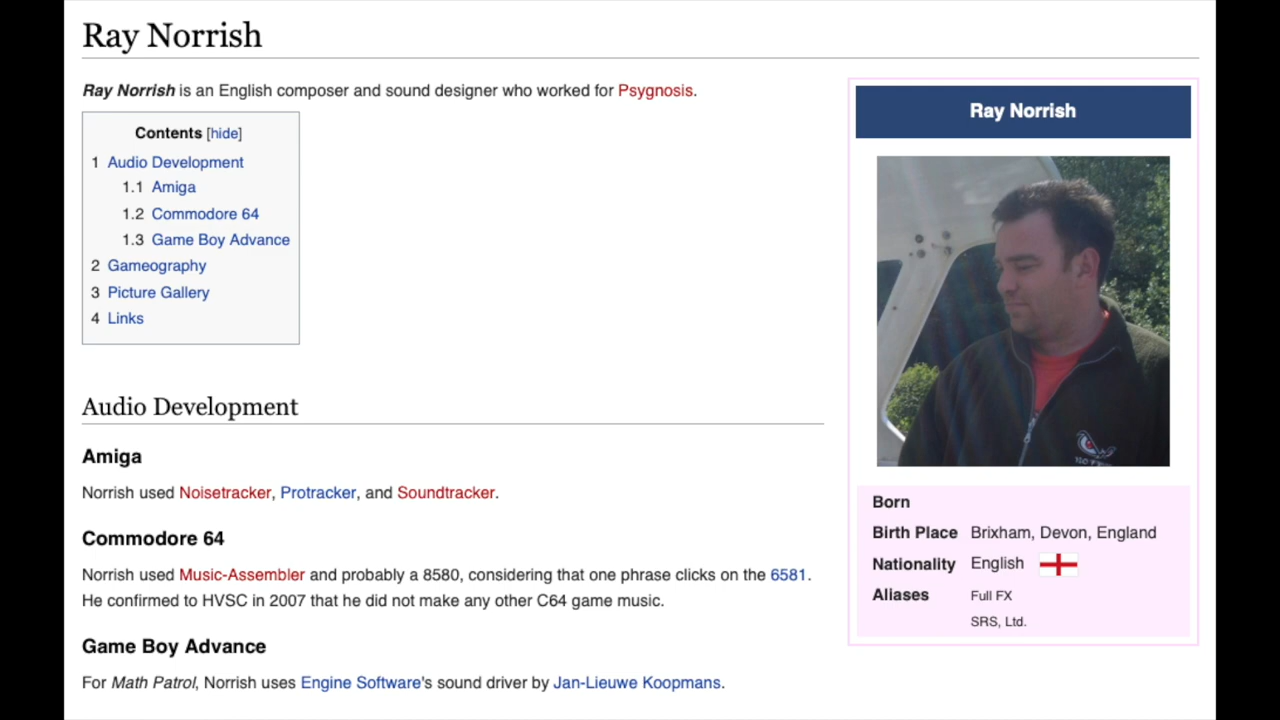 Ray Norrish
Ray Norrish is an English composer and sound designer who worked for Psygnosis.
Contents [hide]
1 Audio Development
1.1 Amiga
1.2 Commodore 64
1.3 Game Boy Advance
2 Gameography
3 Picture Gallery
4 Links
Audio Development
Amiga
Norrish used Noisetracker, Protracker, and Soundtracker.
Commodore 64
Norrish used Music-Assembler and probably a 8580, considering that one phrase clicks on the 6581.
He confirmed to HVSC in 2007 that he did not make any other C64 game music.
Game Boy Advance
For Math Patrol, Norrish uses Engine Software's sound driver by Jan-Lieuwe Koopmans.
Ray Norrish
Born
Birth Place Brixham, Devon, England
Nationality English
Aliases Full FX
SRS, Ltd.